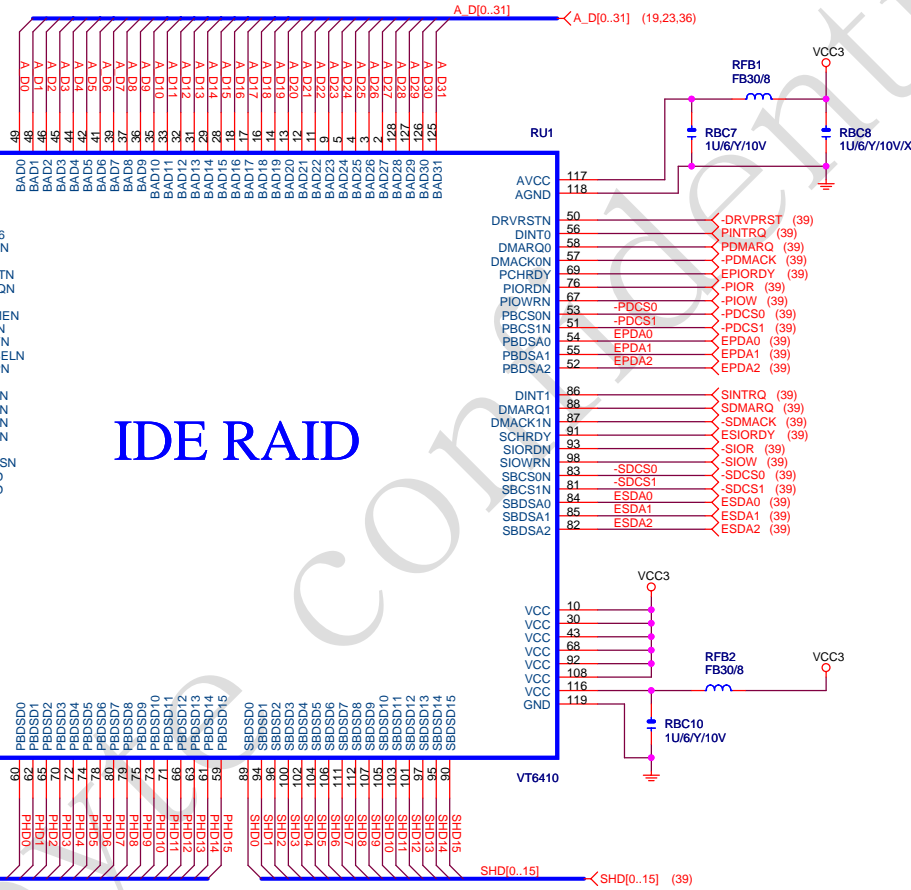 A_D[0..31]
A_D[0..31] (19,23,36)
A_D0
A_D1
A_D2
A_D3
A_D4
A_D5
A_D6
A_D7
A_D8
A_D9
A_D10
A_D11
A_D12
A_D13
A_D14
A_D15
A_D16
A_D17
A_D18
A_D19
A_D20
A_D21
A_D22
A_D23
A_D24
A_D25
A_D26
A_D27
A_D28
A_D29
A_D30
A_D31
49
48
46
45
44
42
41
39
37
36
35
33
32
31
29
28
18
17
16
14
13
12
11
9
5
4
3
2
128
127
126
125
BAD0
BAD1
BAD2
BAD3
BAD4
BAD5
BAD6
BAD7
BAD8
BAD9
BAD10
BAD11
BAD12
BAD13
BAD14
BAD15
BAD16
BAD17
BAD18
BAD19
BAD20
BAD21
BAD22
BAD23
BAD24
BAD25
BAD26
BAD27
BAD28
BAD29
BAD30
BAD31
RU1
VCC3
RFB1
FB30/8
RBC7
1U/6/Y/10V
RBC8
1U/6/Y/10V/X
AVCC 117
AGND 118
DRVRSTN 50 -DRVPRST (39)
DINT0 56 PINTRQ (39)
DMARQ0 58 PDMARQ (39)
DMACK0N 57 -PDMACK (39)
PCHRDY 69 EPIORDY (39)
PIORDN 76 -PIOR (39)
PIOWRN 67 -PIOW (39)
PBCS0N 53 -PDCS0 -PDCS0 (39)
PBCS1N 51 -PDCS1 -PDCS1 (39)
PBDSA0 54 EPDA0 EPDA0 (39)
PBDSA1 55 EPDA1 EPDA1 (39)
PBDSA2 52 EPDA2 EPDA2 (39)
DINT1 86 SINTRQ (39)
DMARQ1 88 SDMARQ (39)
DMACK1N 87 -SDMACK (39)
SCHRDY 91 ESIORDY (39)
SIORDN 93 -SIOR (39)
SIOWRN 98 -SIOW (39)
SBCS0N 83 -SDCS0 -SDCS0 (39)
SBCS1N 81 -SDCS1 -SDCS1 (39)
SBDSA0 84 ESDA0 ESDA0 (39)
SBDSA1 85 ESDA1 ESDA1 (39)
SBDSA2 82 ESDA2 ESDA2 (39)
6
N
TN
QN
MEN
N
N
ELN
N
N
N
N
N
SN
IDE RAID
VCC3
VCC 10
VCC 30
VCC 43
VCC 68
VCC 92
VCC 108
VCC 116
GND 119
RFB2
FB30/8
VCC3
RBC10
1U/6/Y/10V
VT6410
PBDSD0
PBDSD1
PBDSD2
PBDSD3
PBDSD4
PBDSD5
PBDSD6
PBDSD7
PBDSD8
PBDSD9
PBDSD10
PBDSD11
PBDSD12
PBDSD13
PBDSD14
PBDSD15
SBDSD0
SBDSD1
SBDSD2
SBDSD3
SBDSD4
SBDSD5
SBDSD6
SBDSD7
SBDSD8
SBDSD9
SBDSD10
SBDSD11
SBDSD12
SBDSD13
SBDSD14
SBDSD15
60
62
65
70
72
74
78
80
79
75
73
71
66
63
61
59
89
94
96
100
102
104
106
111
112
107
105
103
101
97
95
90
PHD0
PHD1
PHD2
PHD3
PHD4
PHD5
PHD6
PHD7
PHD8
PHD9
PHD10
PHD11
PHD12
PHD13
PHD14
PHD15
SHD0
SHD1
SHD2
SHD3
SHD4
SHD5
SHD6
SHD7
SHD8
SHD9
SHD10
SHD11
SHD12
SHD13
SHD14
SHD15
SHD[0..15]
SHD[0..15] (39)
yte Confidenti